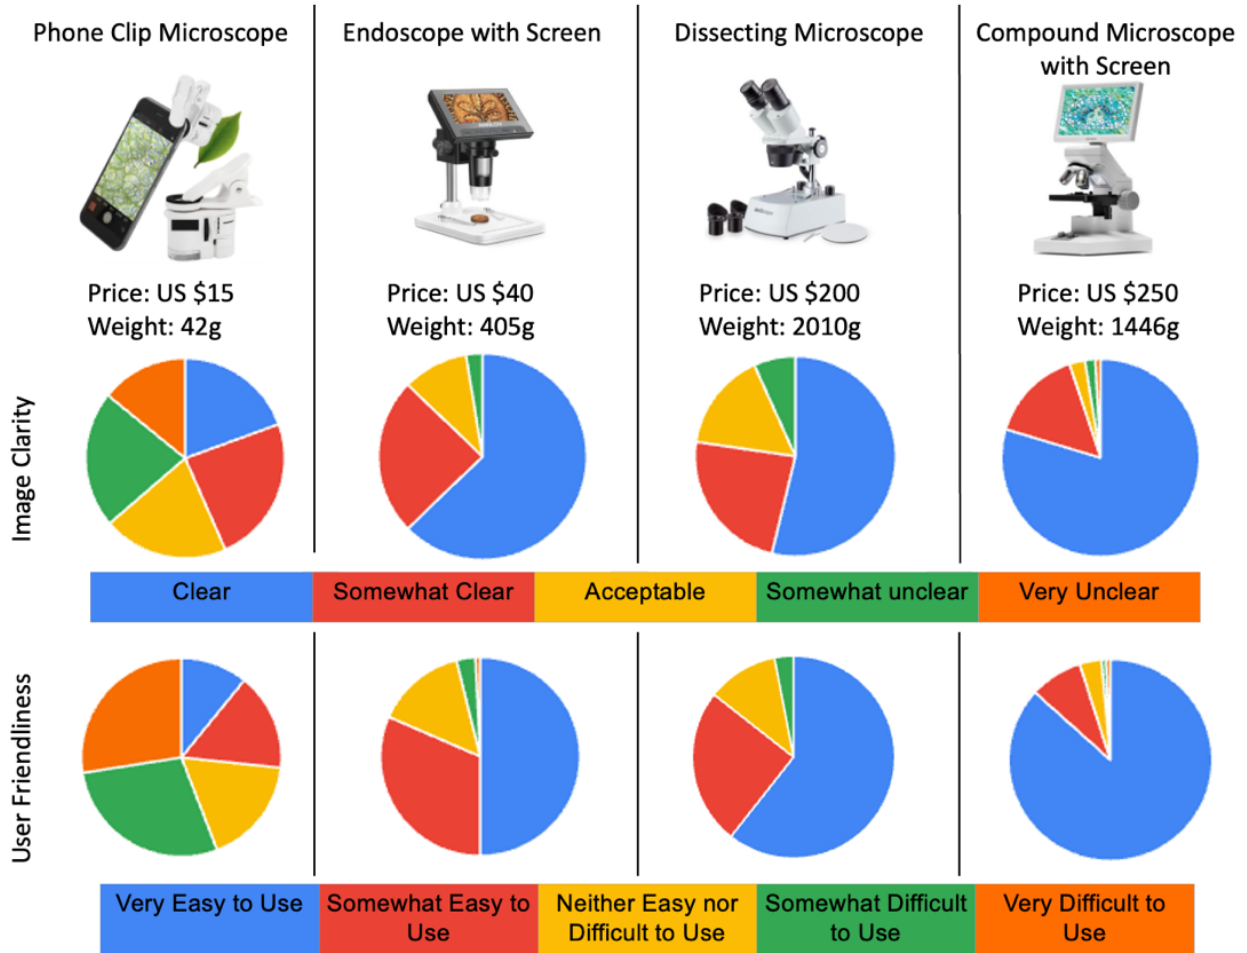 Phone Clip Microscope
Endoscope with Screen
Dissecting Microscope
Compound Microscope
with Screen
Price: US $15
Weight: 42g
Price: US $40
Weight: 405g
Price: US $200
Weight: 2010g
Price: US $250
Weight: 1446g
Image Clarity
Clear
Somewhat Clear
Acceptable
Somewhat unclear
Very Unclear
User Friendliness
Very Easy to Use
Somewhat Easy to
Use
Neither Easy nor
Difficult to Use
Somewhat Difficult
to Use
Very Difficult to
Use